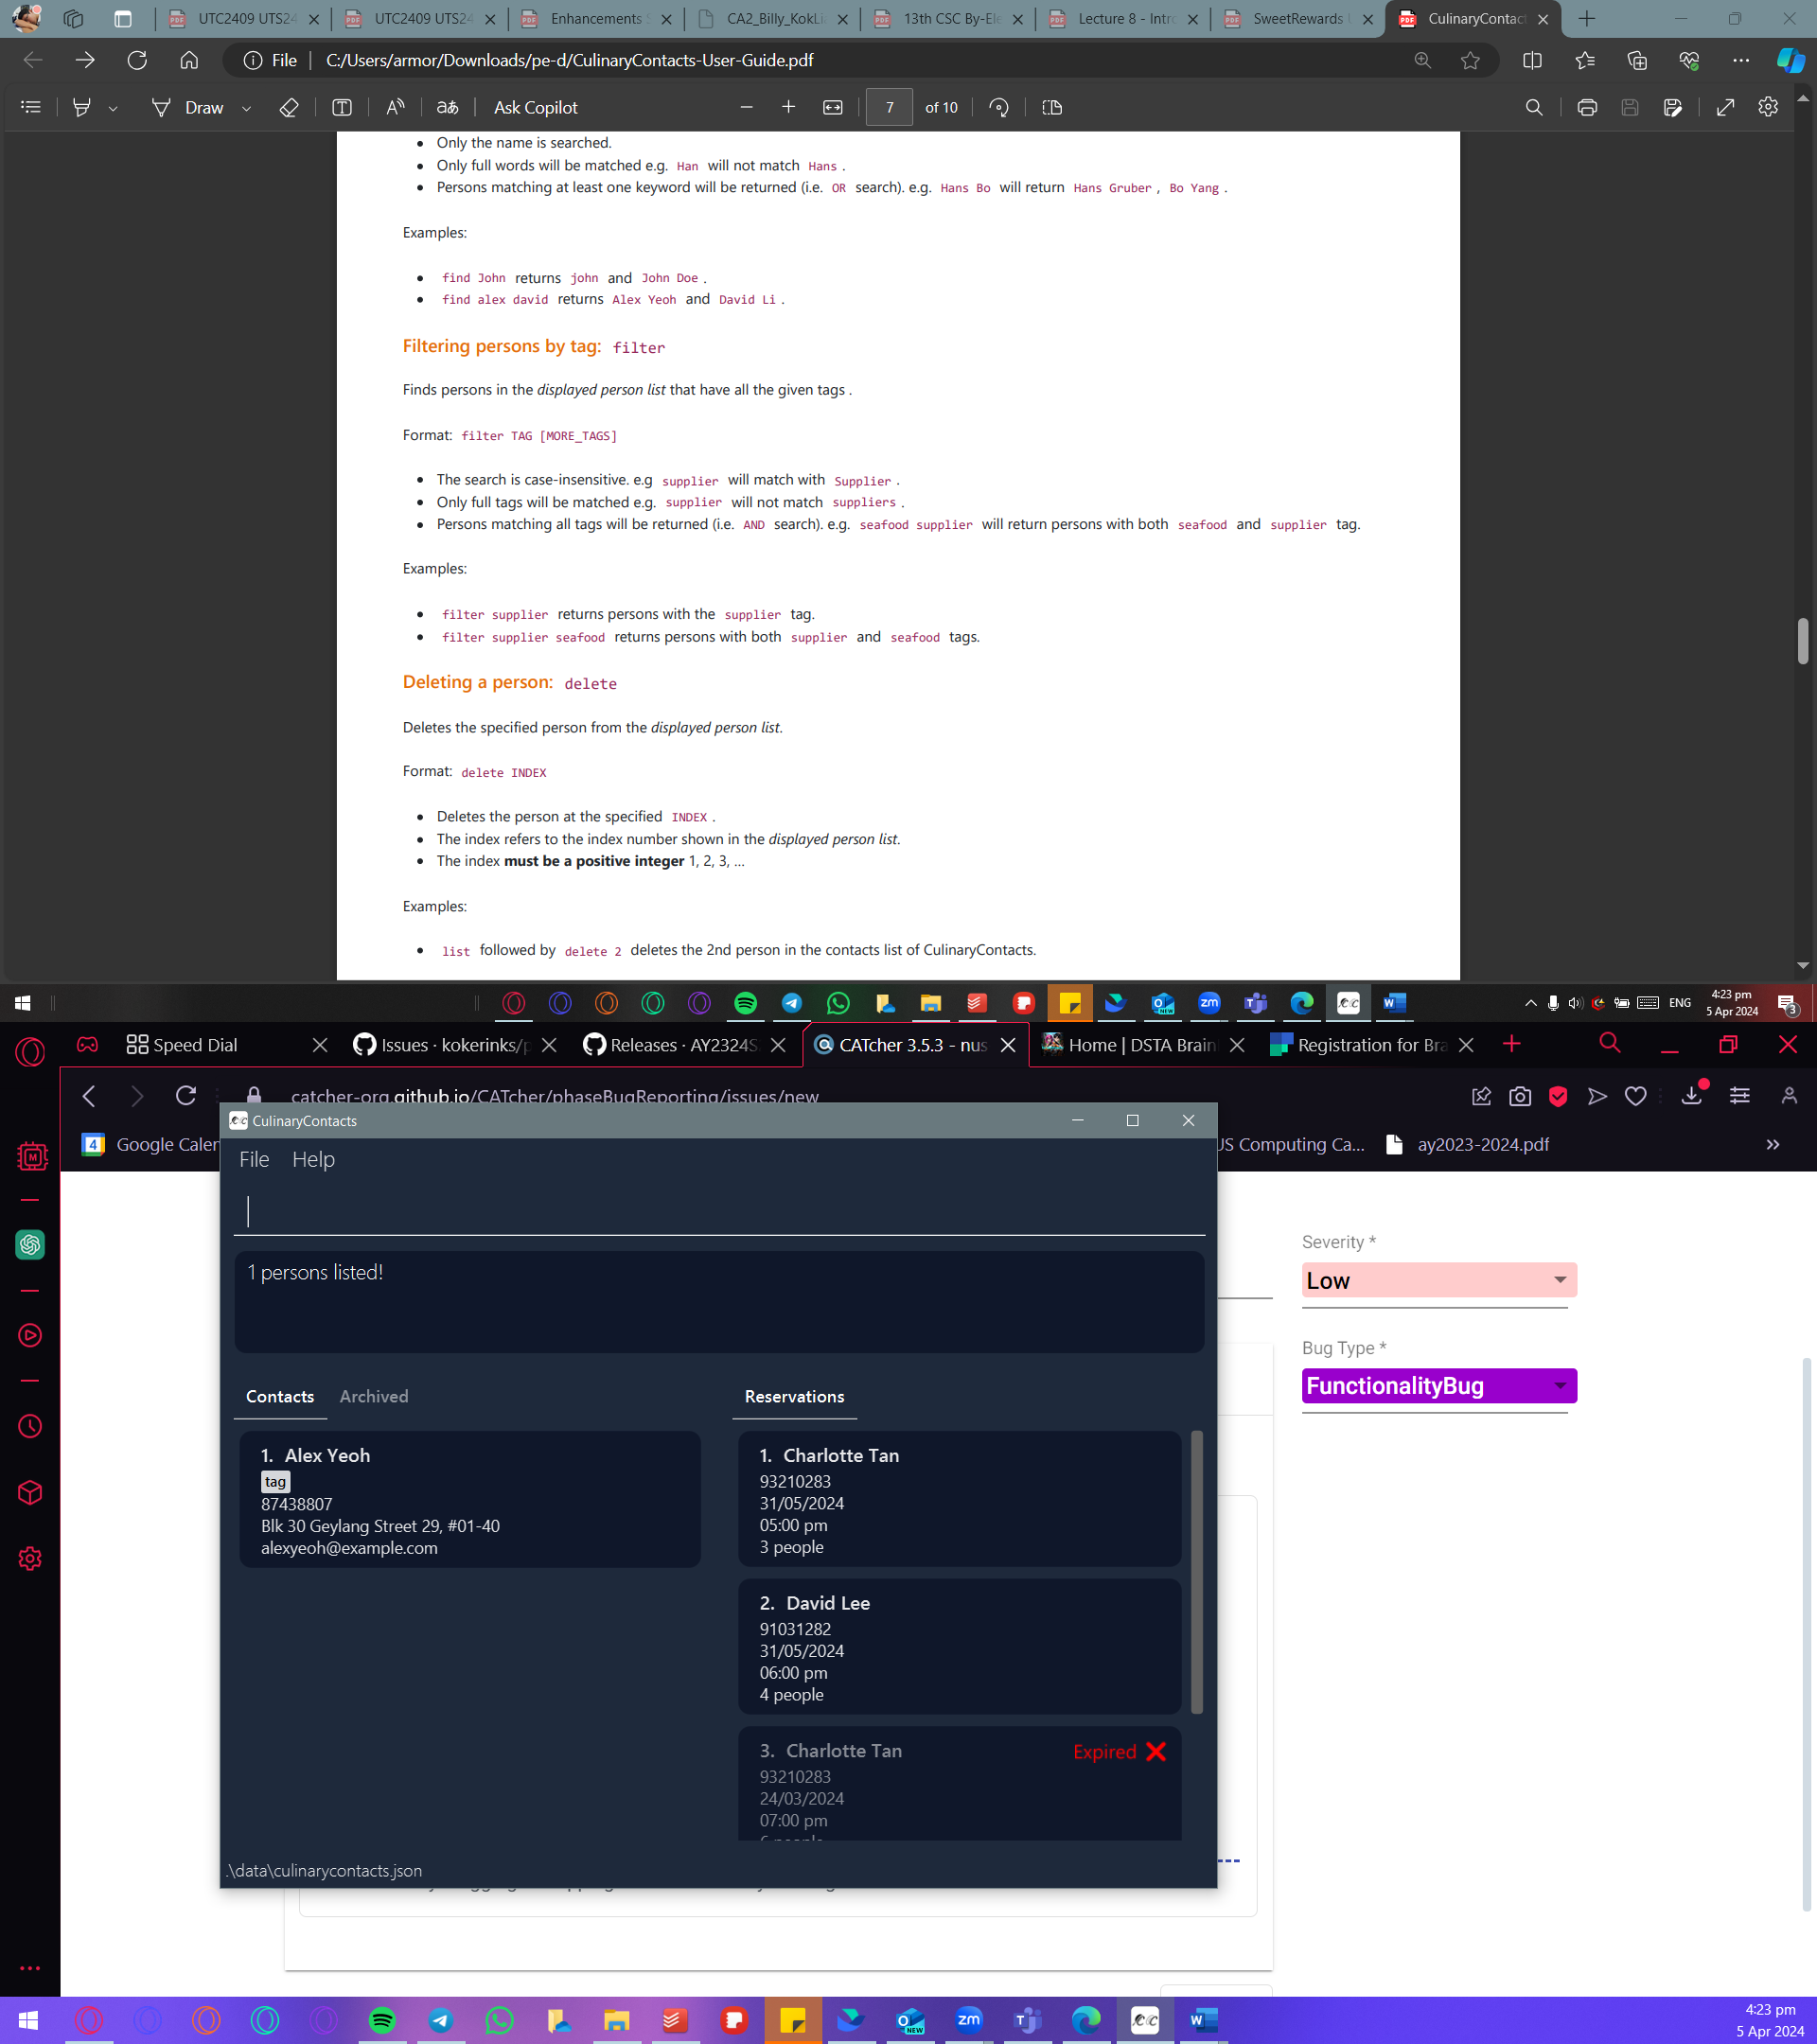 UTC2409 UTS24
UTC2409 UTS24
Enhancements S
CA2_Billy_KokLi
13th CSC By-Ele
Lecture 8 - Intro
SweetRewards U
CulinaryContact
File
C:/Users/armor/Downloads/pe-d/CulinaryContacts-User-Guide.pdf
Draw
Ask Copilot
7
of 10
Only the name is searched.
Only full words will be matched e.g. Han will not match Hans .
Persons matching at least one keyword will be returned (i.e. OR search). e.g. Hans Bo will return Hans Gruber , Bo Yang .
Examples:
find John returns john and John Doe .
find alex david returns Alex Yeoh and David Li .
Filtering persons by tag: filter
Finds persons in the displayed person list that have all the given tags .
Format: filter TAG [MORE_TAGS]
The search is case-insensitive. e.g supplier will match with Supplier .
Only full tags will be matched e.g. supplier will not match suppliers .
Persons matching all tags will be returned (i.e. AND search). e.g. seafood supplier will return persons with both seafood and supplier tag.
Examples:
filter supplier returns persons with the supplier tag.
filter supplier seafood returns persons with both supplier and seafood tags.
Deleting a person: delete
Deletes the specified person from the displayed person list.
Format: delete INDEX
Deletes the person at the specified INDEX .
The index refers to the index number shown in the displayed person list.
The index must be a positive integer 1, 2, 3, ...
Examples:
list followed by delete 2 deletes the 2nd person in the contacts list of CulinaryContacts.
ENG
4:23 pm
5 Apr 2024
3
Speed Dial
Issues · kokerinks/p
Releases · AY2324S
CATcher 3.5.3 - nus
Home | DSTA Brain
Registration for Bra
catcher-org.github.io/CATcher/phaseBugReporting/issues/new
Google Caler
US Computing Ca...
ay2023-2024.pdf
CulinaryContacts
File Help
1 persons listed!
Contacts Archived
Reservations
1. Alex Yeoh
tag
87438807
Blk 30 Geylang Street 29, #01-40
alexyeoh@example.com
1. Charlotte Tan
93210283
31/05/2024
05:00 pm
3 people
2. David Lee
91031282
31/05/2024
06:00 pm
4 people
3. Charlotte Tan
Expired
93210283
24/03/2024
07:00 pm
.\data\culinarycontacts.json
Severity *
Low
Bug Type *
FunctionalityBug
4:23 pm
5 Apr 2024